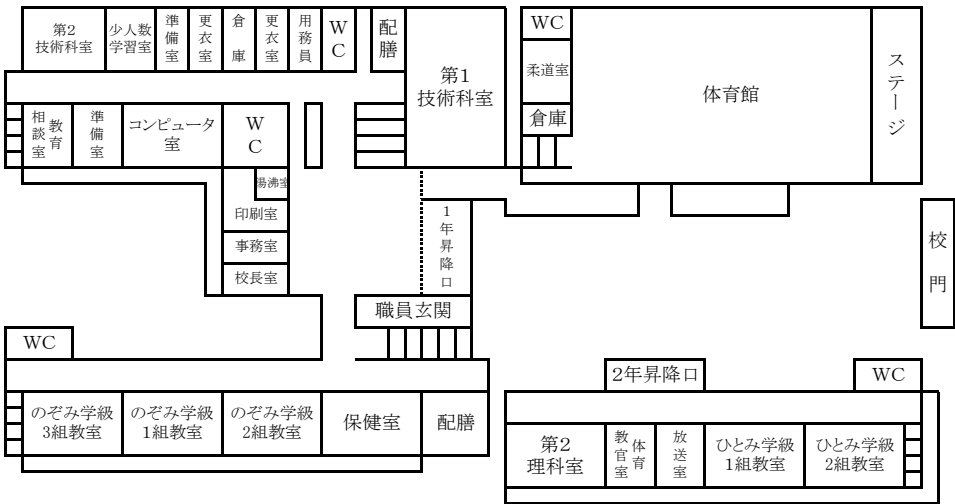 第2
技術科室
少人数
学習室
準備室
更衣室
倉庫
更衣室
用務員
WC
配膳
第1
技術科室
WC
柔道室
倉庫
体育館
ステージ
教育
相談室
準備室
コンピュータ
室
WC
湯沸室
印刷室
事務室
校長室
1年昇降口
職員玄関
校門
WC
のぞみ学級
3組教室
のぞみ学級
1組教室
のぞみ学級
2組教室
保健室
配膳
2年昇降口
WC
第2
理科室
体育
教官室
放送室
ひとみ学級
1組教室
ひとみ学級
2組教室